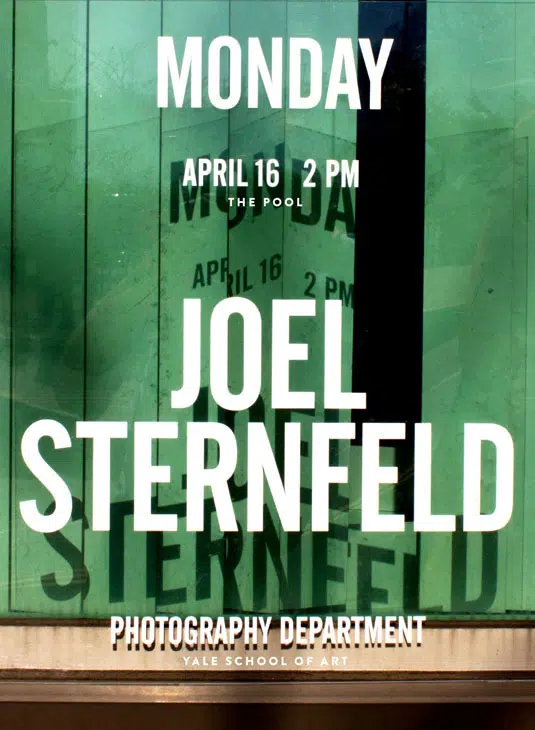 MONDAY
APRIL 16 2 PM
THE POOL
JOEL
STERNFELD
PHOTOGRAPHY DEPARTMENT
YALE SCHOOL OF ART